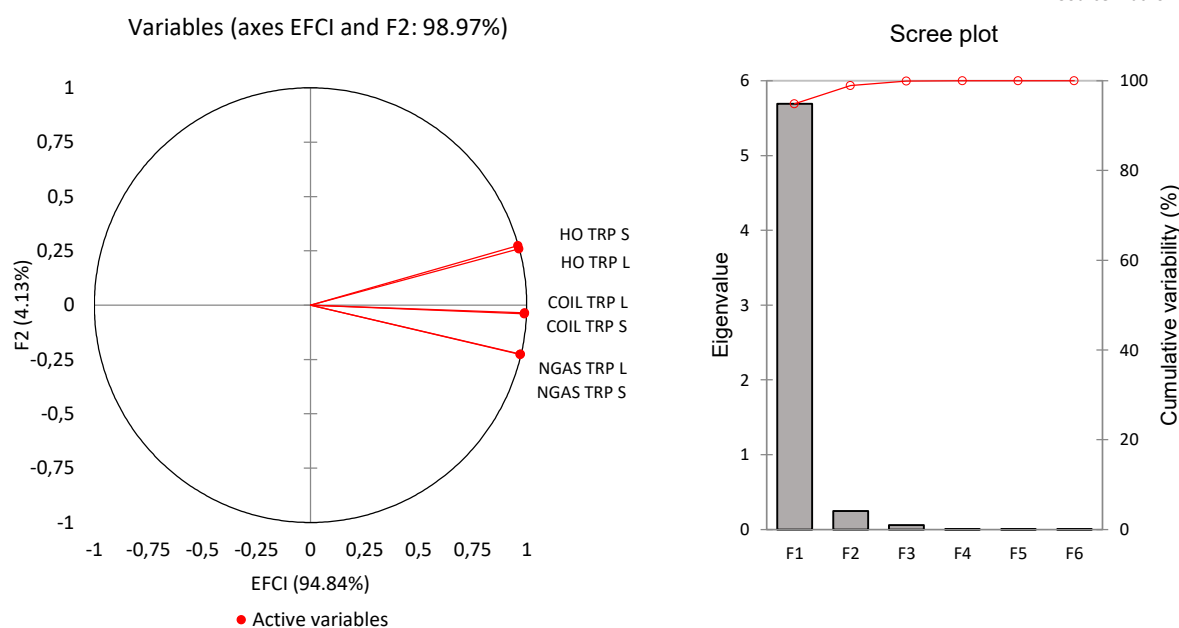 Variables (axes EFCI and F2: 98.97%)
1
0,75
0,5
0,25
0
-0,25
-0,5
-0,75
-1
F2 (4.13%)
HO TRP S
HO TRP L
COIL TRP L
COIL TRP S
NGAS TRP L
NGAS TRP S
-1 -0,75 -0,5 -0,25 0 0,25 0,5 0,75 1
EFCI (94.84%)
Active variables
Scree plot
6
5
4
3
2
1
0
Eigenvalue
100
80
60
40
20
0
Cumulative variability (%)
F1 F2 F3 F4 F5 F6